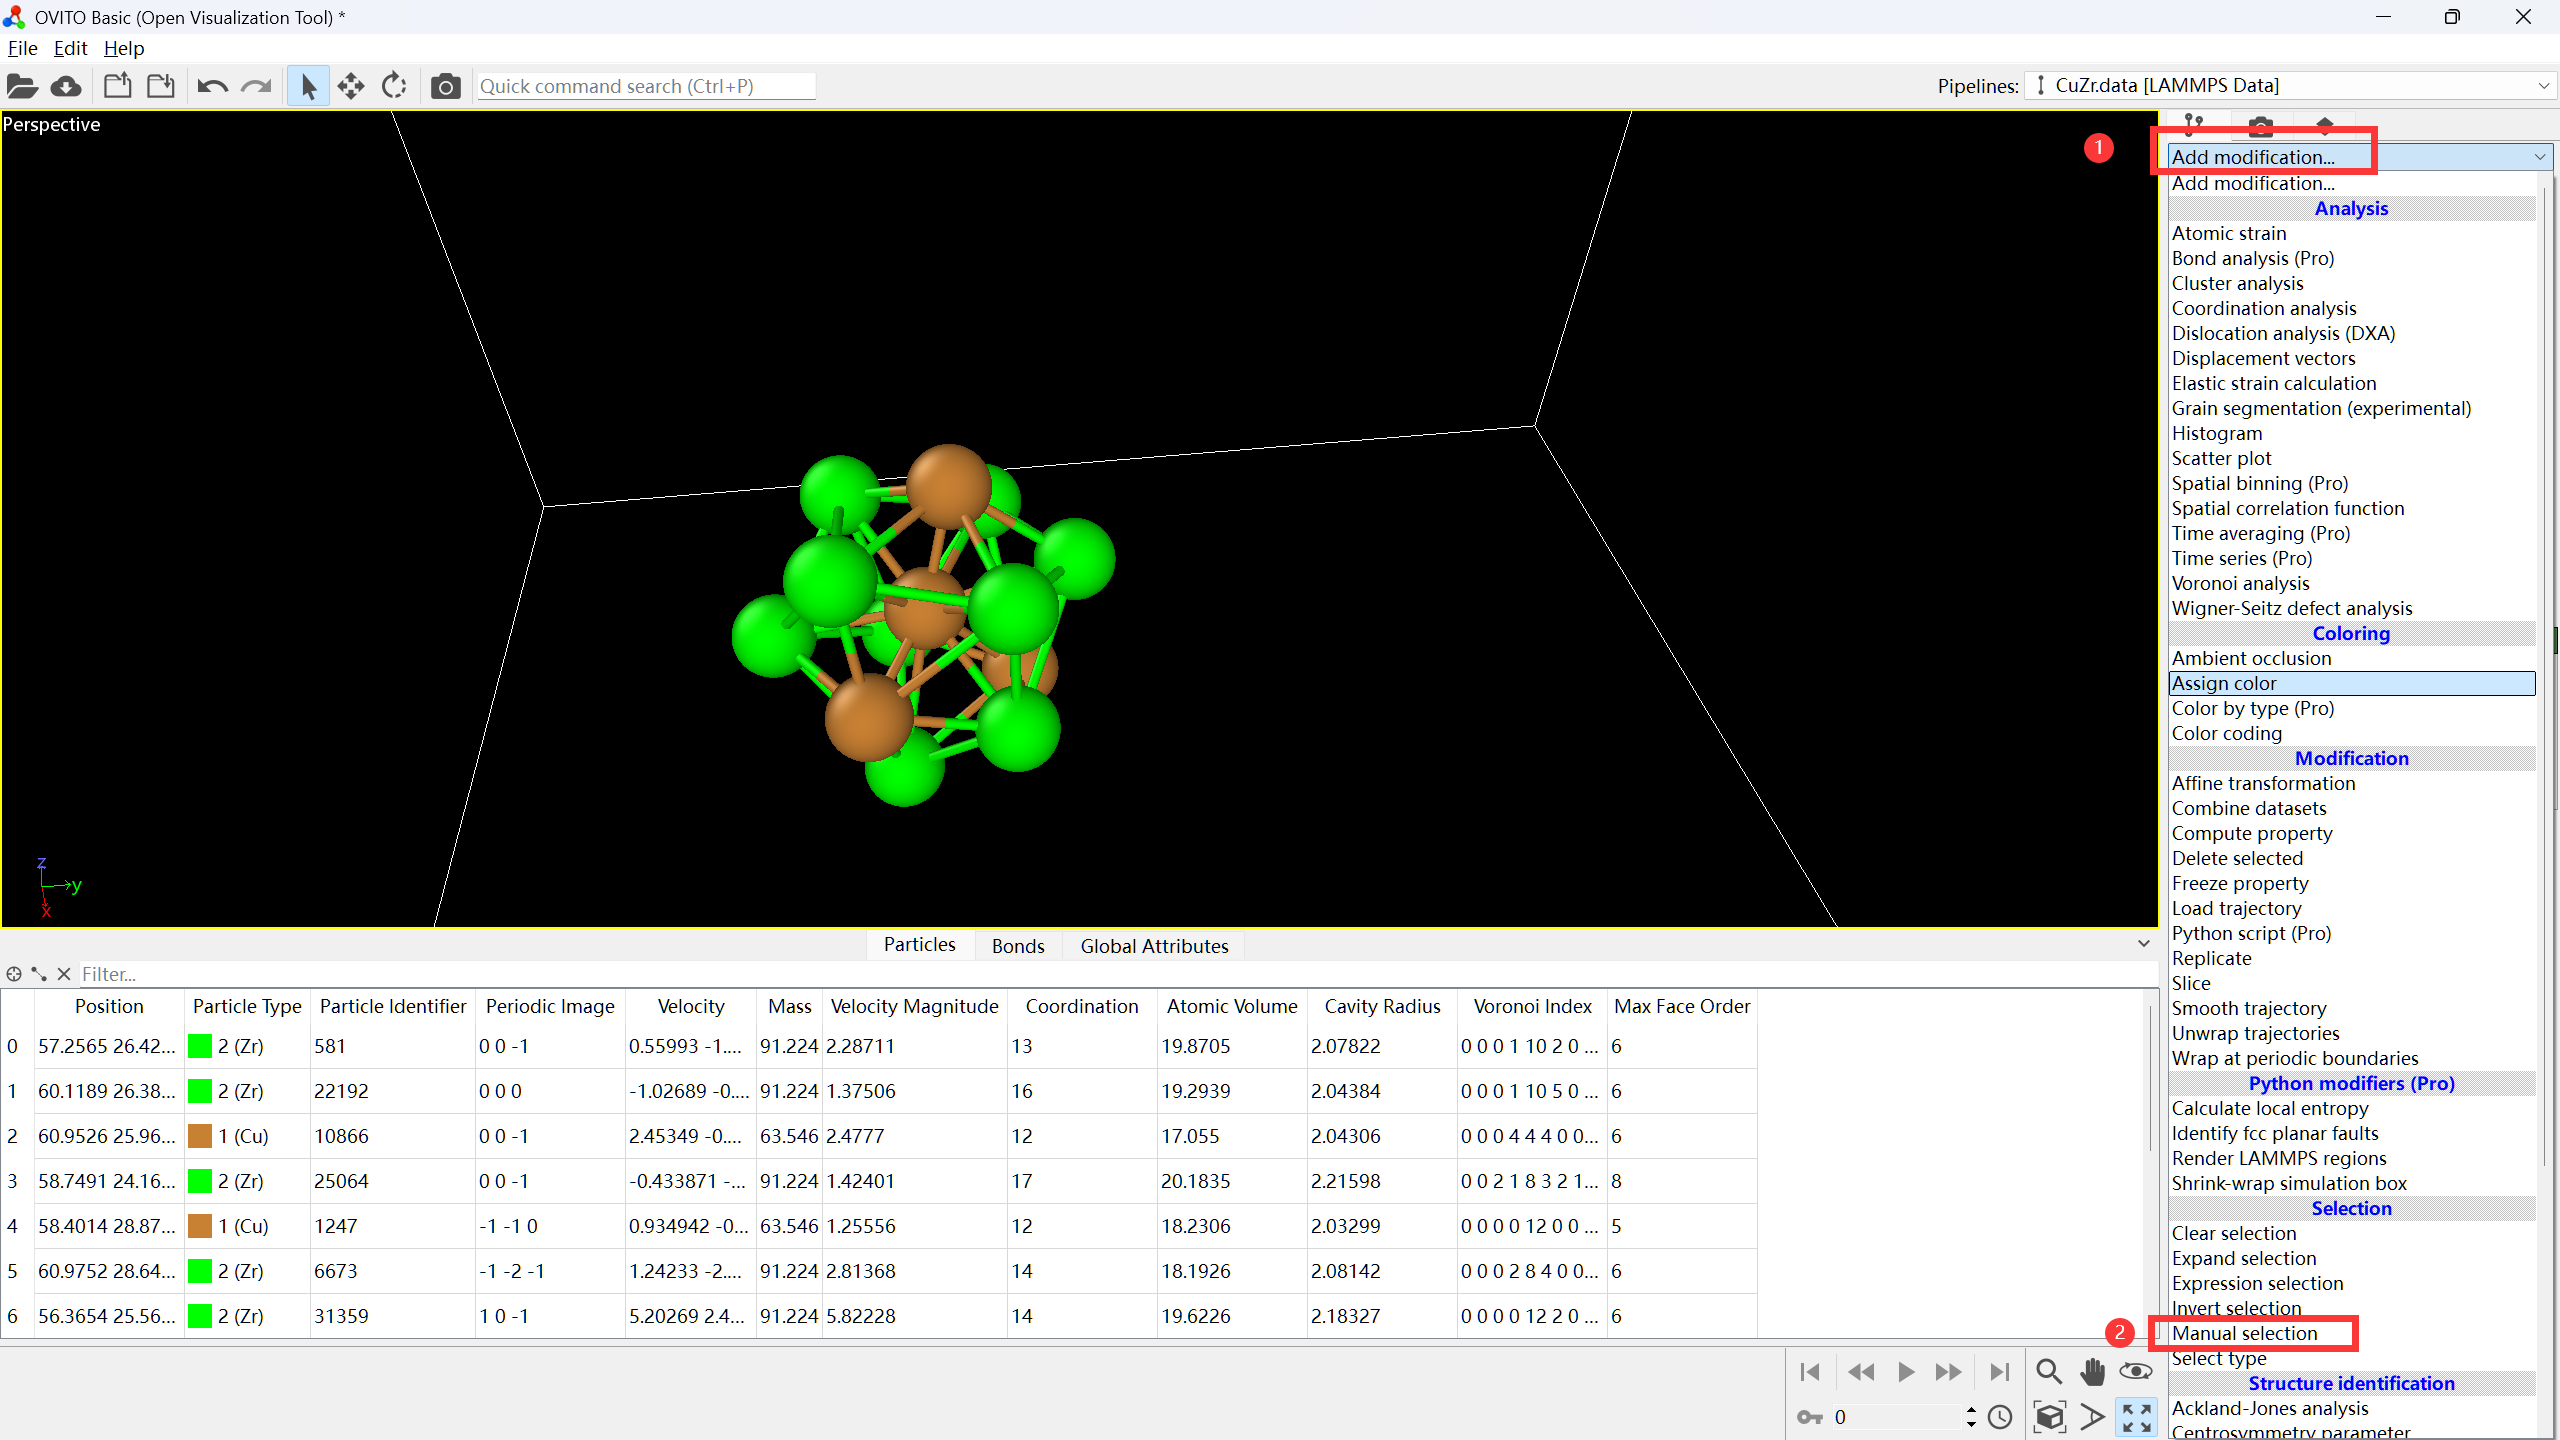 OVITO Basic (Open Visualization Tool) *
File Edit Help
Quick command search (Ctrl+P)
Pipelines: CuZr.data [LAMMPS Data]
Perspective
1
Add modification...
Add modification...
Analysis
Atomic strain
Bond analysis (Pro)
Cluster analysis
Coordination analysis
Dislocation analysis (DXA)
Displacement vectors
Elastic strain calculation
Grain segmentation (experimental)
Histogram
Scatter plot
Spatial binning (Pro)
Spatial correlation function
Time averaging (Pro)
Time series (Pro)
Voronoi analysis
Wigner-Seitz defect analysis
Coloring
Ambient occlusion
Assign color
Color by type (Pro)
Color coding
Modification
Affine transformation
Combine datasets
Compute property
Delete selected
Freeze property
Load trajectory
Python script (Pro)
Replicate
Slice
Smooth trajectory
Unwrap trajectories
Wrap at periodic boundaries
Python modifiers (Pro)
Calculate local entropy
Identify fcc planar faults
Render LAMMPS regions
Shrink-wrap simulation box
Selection
Clear selection
Expand selection
Expression selection
Invert selection
2
Manual selection
Select type
Structure identification
Ackland-Jones analysis
Centrosymmetry parameter
z
y
x
Particles Bonds Global Attributes
Filter...
Position Particle Type Particle Identifier Periodic Image Velocity Mass Velocity Magnitude Coordination Atomic Volume Cavity Radius Voronoi Index Max Face Order
0 57.2565 26.42... 2 (Zr) 581 0 0 -1 0.55993 -1.... 91.224 2.28711 13 19.8705 2.07822 0 0 0 1 10 2 0 ... 6
1 60.1189 26.38... 2 (Zr) 22192 0 0 0 -1.02689 -0.... 91.224 1.37506 16 19.2939 2.04384 0 0 0 1 10 5 0 ... 6
2 60.9526 25.96... 1 (Cu) 10866 0 0 -1 2.45349 -0.... 63.546 2.4777 12 17.055 2.04306 0 0 0 4 4 4 0 0... 6
3 58.7491 24.16... 2 (Zr) 25064 0 0 -1 -0.433871 -... 91.224 1.42401 17 20.1835 2.21598 0 0 2 1 8 3 2 1... 8
4 58.4014 28.87... 1 (Cu) 1247 -1 -1 0 0.934942 -0... 63.546 1.25556 12 18.2306 2.03299 0 0 0 0 12 0 0 ... 5
5 60.9752 28.64... 2 (Zr) 6673 -1 -2 -1 1.24233 -2.... 91.224 2.81368 14 18.1926 2.08142 0 0 0 2 8 4 0 0... 6
6 56.3654 25.56... 2 (Zr) 31359 1 0 -1 5.20269 2.4... 91.224 5.82228 14 19.6226 2.18327 0 0 0 0 12 2 0 ... 6
0